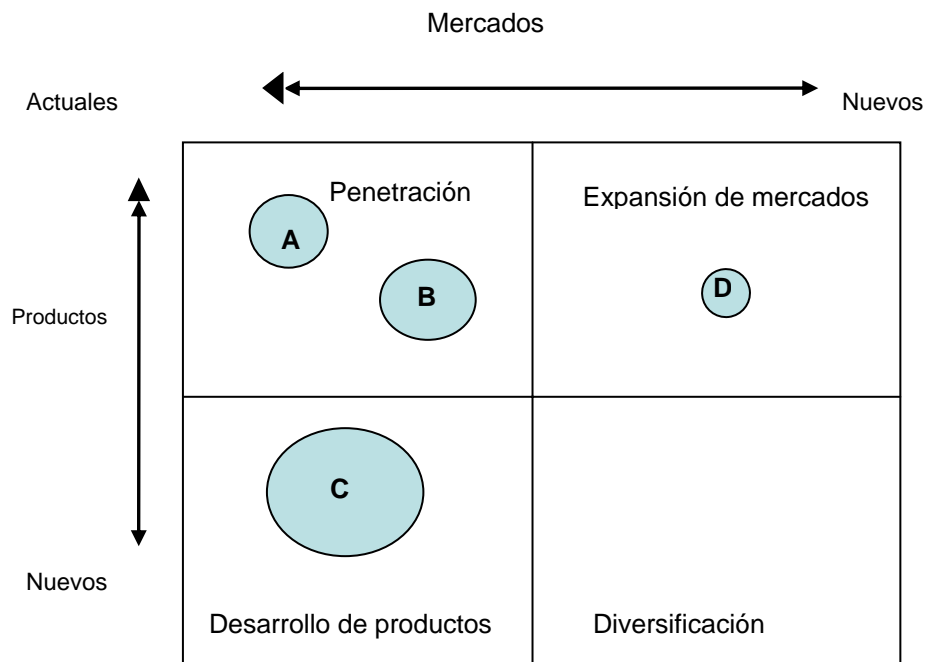 Mercados
Actuales
Nuevos
Penetración
Expansión de mercados
A
B
D
Productos
C
Nuevos
Desarrollo de productos
Diversificación